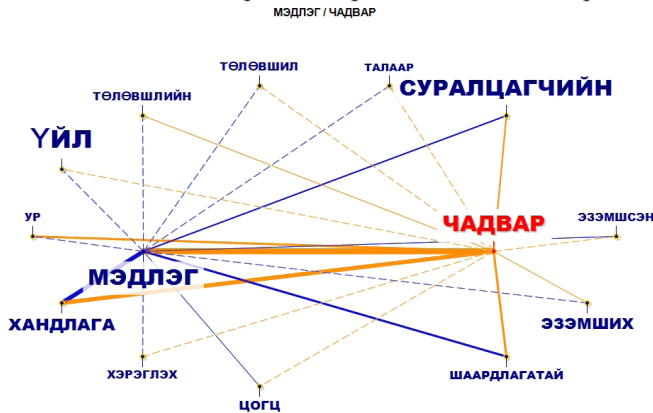 МЭДЛЭГ / ЧАДВАР
ТӨЛӨВШИЛ
ТАЛААР
СУРАЛЦАГЧИЙН
ТӨЛӨВШЛИЙН
ҮЙЛ
УР
ЧАДВАР
ЭЗЭМШСЭН
МЭДЛЭГ
ХАНДЛАГА
ЭЗЭМШИХ
ХЭРЭГЛЭХ
ШААРДЛАГАТАЙ
ЦОГЦ